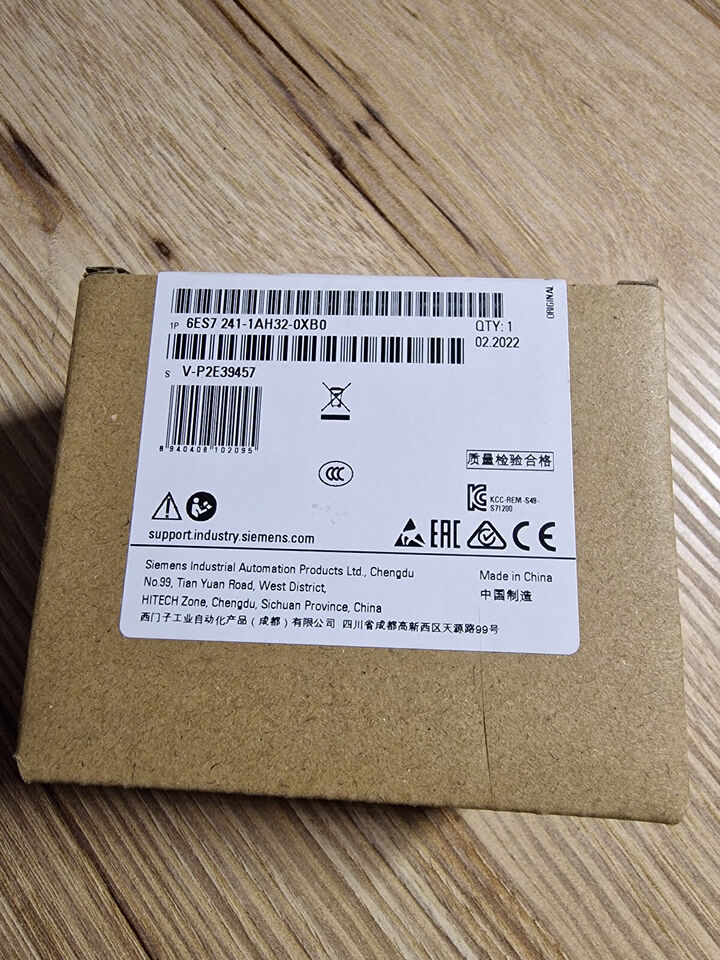 ORIGINAL
1P 6ES7 241-1AH32-0XB0
QTY: 1
02.2022
S V-P2E39457
8 940408 102095
CCC
质量检验合格
KCC-REM-S49-
S71200
EAC CE
support.industry.siemens.com
Siemens Industrial Automation Products Ltd., Chengdu
No.99, Tian Yuan Road, West District,
HITECH Zone, Chengdu, Sichuan Province, China
Made in China
中国制造
西门子工业自动化产品（成都）有限公司 四川省成都高新西区天源路99号